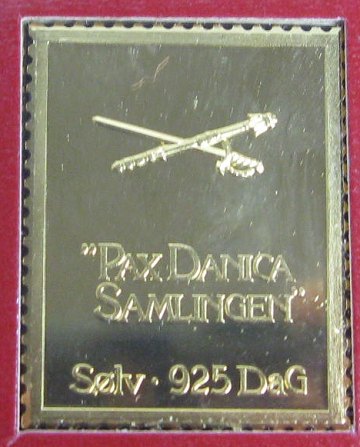 "PAX DANICA
SAMLINGEN"
Sølv · 925 DaG